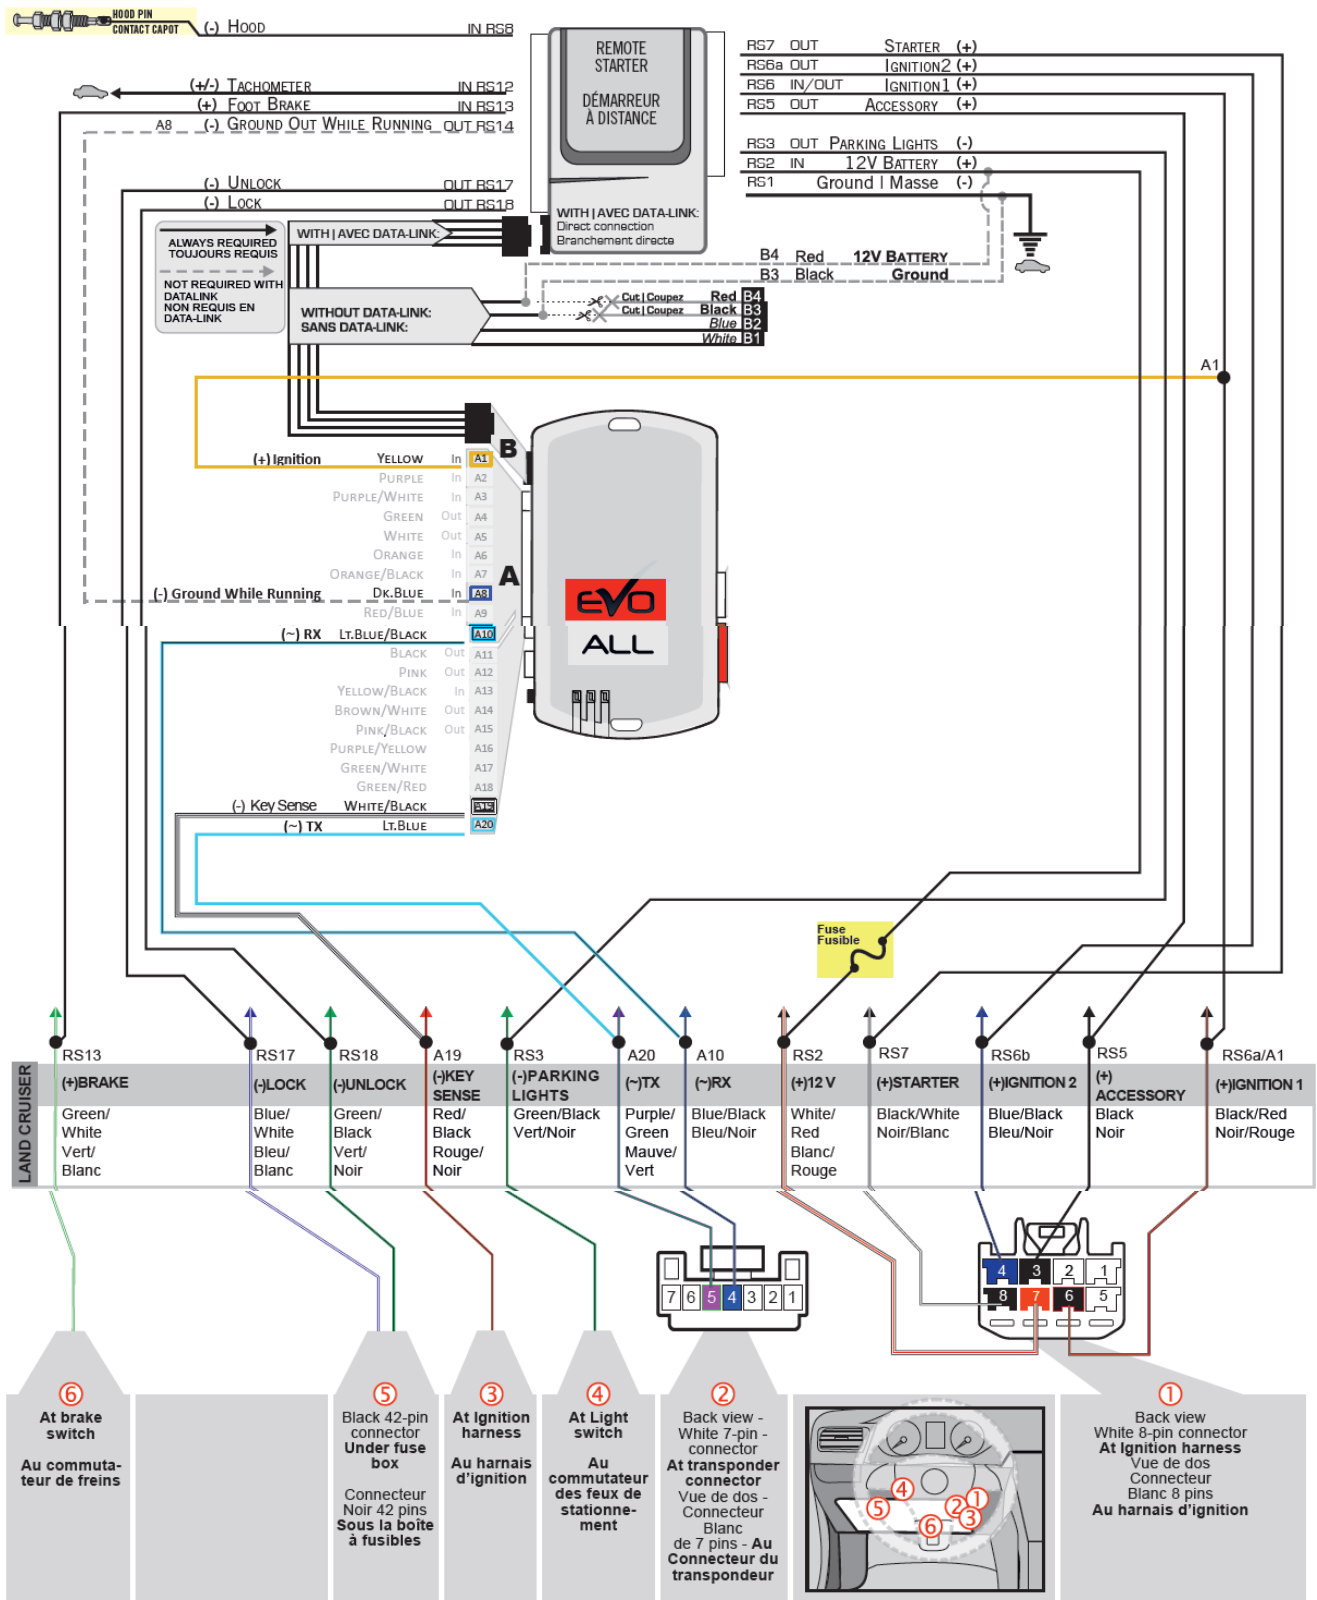 HOOD PIN
CONTACT CAPOT
(-) HOOD IN RS8
(+/-) TACHOMETER IN RS12
(+) FOOT BRAKE IN RS13
A8 (-) GROUND OUT WHILE RUNNING OUT RS14
(-) UNLOCK OUT RS17
(-) LOCK OUT RS18
REMOTE
STARTER
DÉMARREUR
À DISTANCE
WITH | AVEC DATA-LINK:
Direct connection
Branchement directe
RS7 OUT STARTER (+)
RS6a OUT IGNITION2 (+)
RS6 IN/OUT IGNITION1 (+)
RS5 OUT ACCESSORY (+)
RS3 OUT PARKING LIGHTS (-)
RS2 IN 12V BATTERY (+)
RS1 Ground | Masse (-)
ALWAYS REQUIRED
TOUJOURS REQUIS
NOT REQUIRED WITH
DATALINK
NON REQUIS EN
DATA-LINK
WITH | AVEC DATA-LINK:
WITHOUT DATA-LINK:
SANS DATA-LINK:
B4 Red 12V BATTERY
B3 Black Ground
Cut | Coupez Red B4
Cut | Coupez Black B3
Blue B2
White B1
A1
B
A
(+) Ignition YELLOW In A1
PURPLE In A2
PURPLE/WHITE In A3
GREEN Out A4
WHITE Out A5
ORANGE In A6
ORANGE/BLACK In A7
(-) Ground While Running DK.BLUE In A8
RED/BLUE In A9
(~) RX LT.BLUE/BLACK A10
BLACK Out A11
PINK Out A12
YELLOW/BLACK In A13
BROWN/WHITE Out A14
PINK/BLACK Out A15
PURPLE/YELLOW A16
GREEN/WHITE A17
GREEN/RED A18
(-) Key Sense WHITE/BLACK A19
(~) TX LT.BLUE A20
EVO
ALL
Fuse
Fusible
LAND CRUISER
RS13
(+)BRAKE
Green/
White
Vert/
Blanc
RS17
(-)LOCK
Blue/
White
Bleu/
Blanc
RS18
(-)UNLOCK
Green/
Black
Vert/
Noir
A19
(-)KEY
SENSE
Red/
Black
Rouge/
Noir
RS3
(-)PARKING
LIGHTS
Green/Black
Vert/Noir
A20
(~)TX
Purple/
Green
Mauve/
Vert
A10
(~)RX
Blue/Black
Bleu/Noir
RS2
(+)12 V
White/
Red
Blanc/
Rouge
RS7
(+)STARTER
Black/White
Noir/Blanc
RS6b
(+)IGNITION 2
Blue/Black
Bleu/Noir
RS5
(+)
ACCESSORY
Black
Noir
RS6a/A1
(+)IGNITION 1
Black/Red
Noir/Rouge
7 6 5 4 3 2 1
4 3 2 1
8 7 6 5
6
At brake
switch
Au commuta-
teur de freins
5
Black 42-pin
connector
Under fuse
box
Connecteur
Noir 42 pins
Sous la boîte
à fusibles
3
At Ignition
harness
Au harnais
d'ignition
4
At Light
switch
Au
commutateur
des feux de
stationne-
ment
2
Back view -
White 7-pin -
connector
At transponder
connector
Vue de dos -
Connecteur
Blanc
de 7 pins - Au
Connecteur du
transpondeur
4
5
2
1
3
6
1
Back view
White 8-pin connector
At Ignition harness
Vue de dos
Connecteur
Blanc 8 pins
Au harnais d'ignition